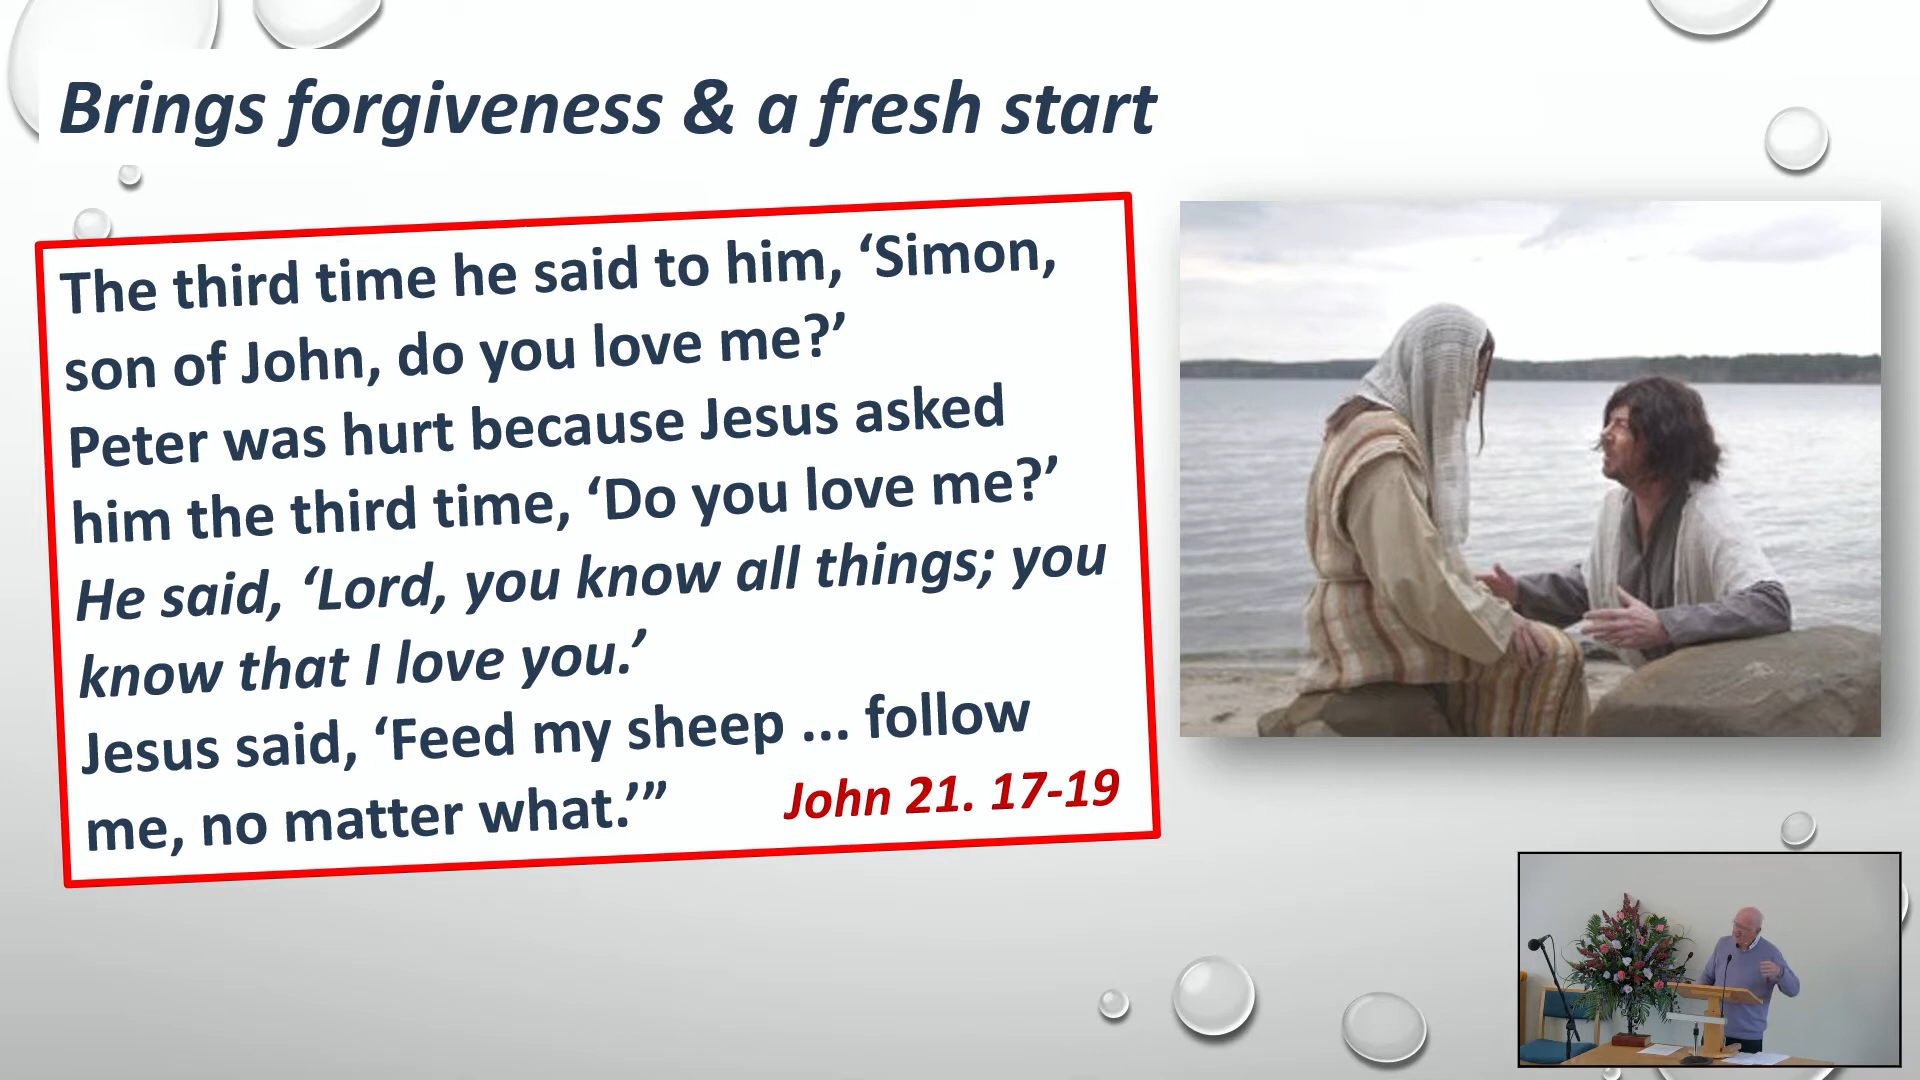 Brings forgiveness & a fresh start
The third time he said to him, ‘Simon,
son of John, do you love me?’
Peter was hurt because Jesus asked
him the third time, ‘Do you love me?’
He said, ‘Lord, you know all things; you
know that I love you.’
Jesus said, ‘Feed my sheep ... follow
me, no matter what.’”
John 21. 17-19